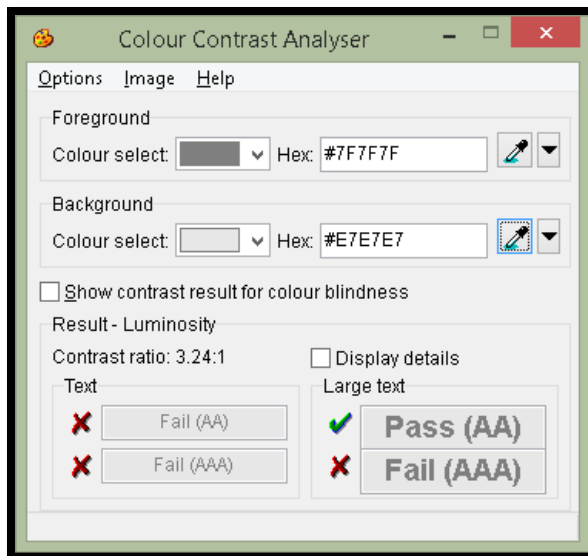 Colour Contrast Analyser
Options Image Help
Foreground
Colour select: Hex: #7F7F7F
Background
Colour select: Hex: #E7E7E7
Show contrast result for colour blindness
Result - Luminosity
Contrast ratio: 3.24:1 Display details
Text
Fail (AA)
Fail (AAA)
Large text
Pass (AA)
Fail (AAA)